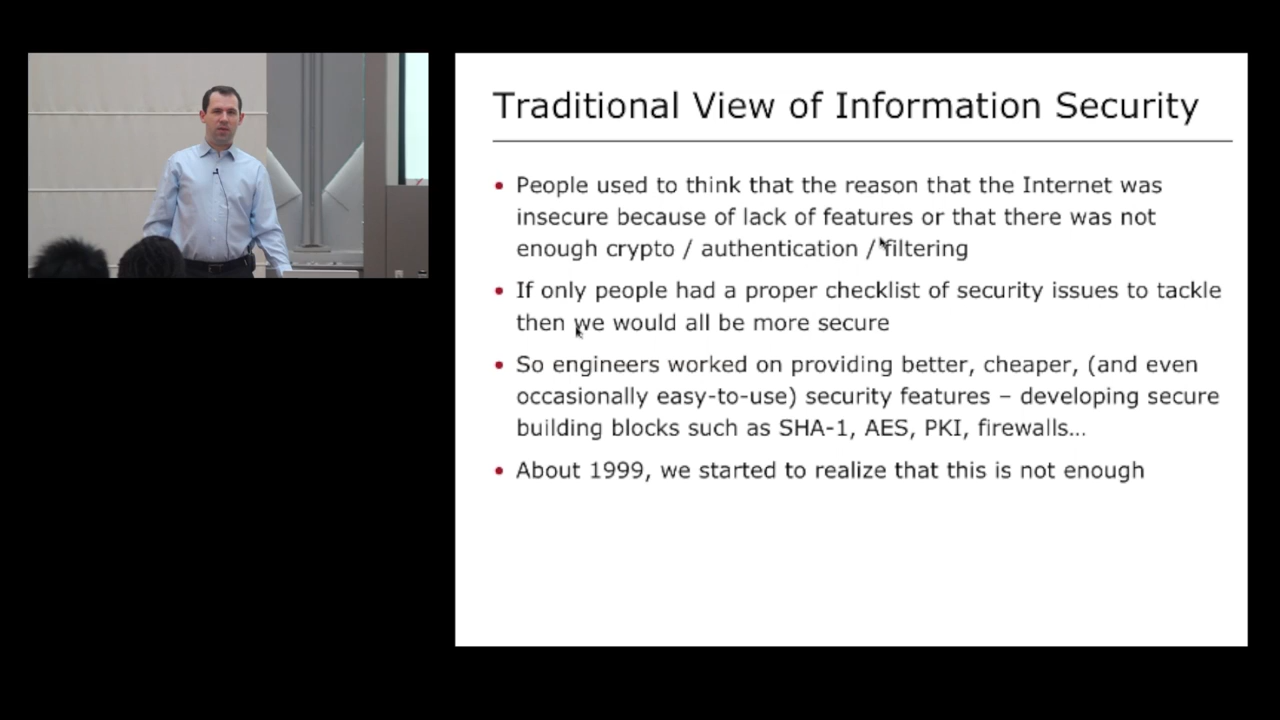 Traditional View of Information Security
• People used to think that the reason that the Internet was
insecure because of lack of features or that there was not
enough crypto / authentication / filtering
• If only people had a proper checklist of security issues to tackle
then we would all be more secure
• So engineers worked on providing better, cheaper, (and even
occasionally easy-to-use) security features – developing secure
building blocks such as SHA-1, AES, PKI, firewalls…
• About 1999, we started to realize that this is not enough